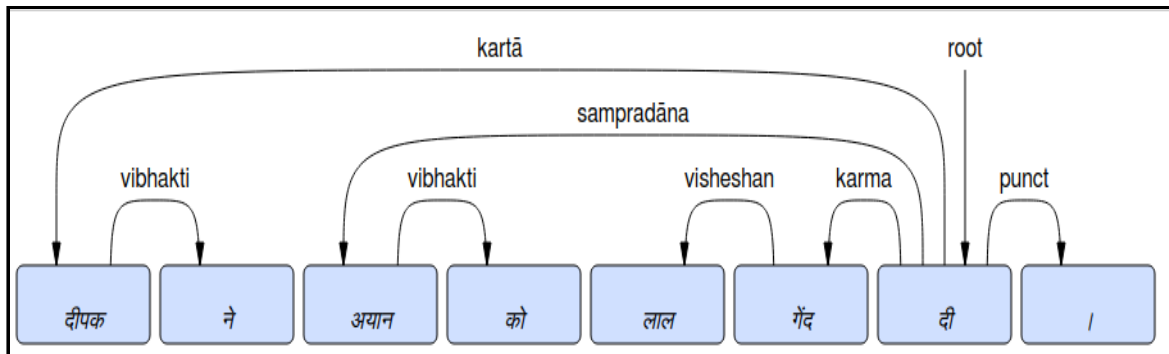 kartā root
sampradāna
vibhakti vibhakti visheshan karma punct
दीपक ने अयान को लाल गेंद दी ।